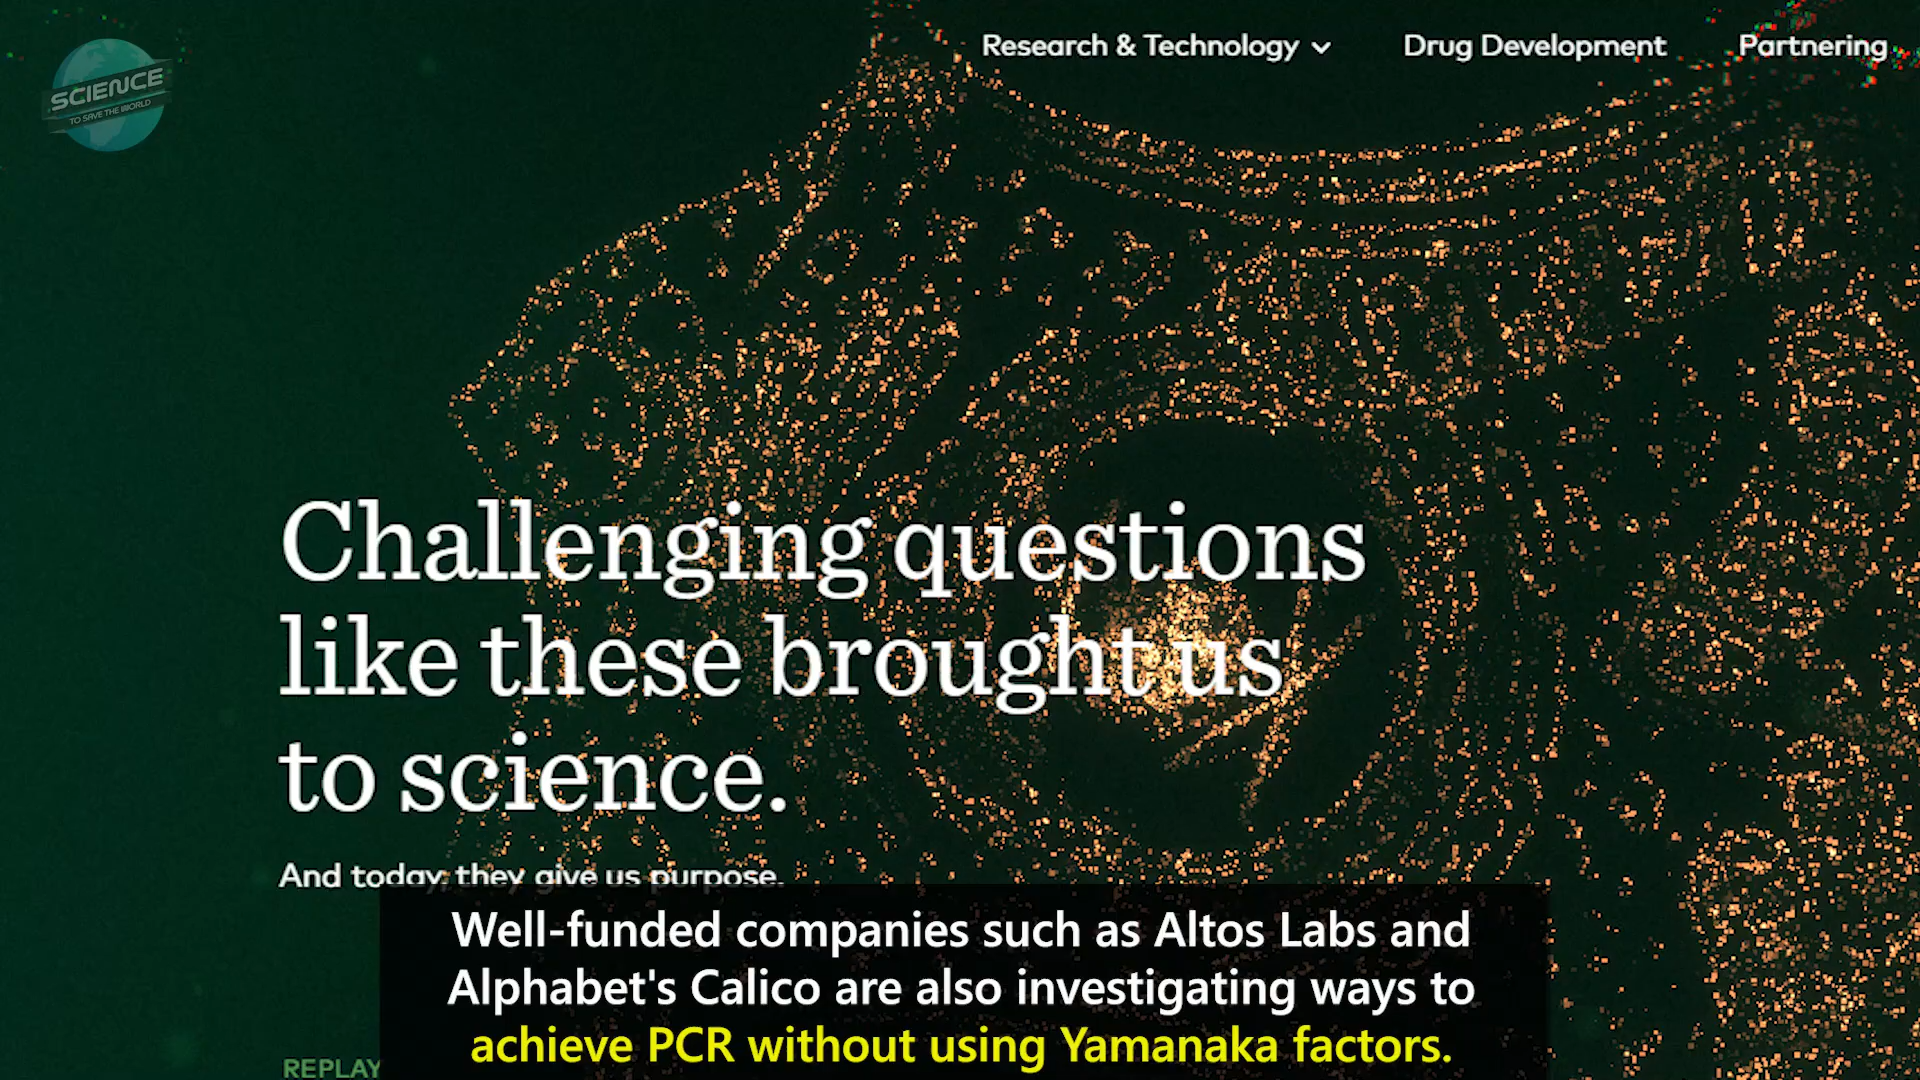 SCIENCE
TO SAVE THE WORLD
Research & Technology
Drug Development
Partnering
Challenging questions
like these brought us
to science.
And today, they give us purpose.
Well-funded companies such as Altos Labs and
Alphabet's Calico are also investigating ways to
achieve PCR without using Yamanaka factors.
REPLAY